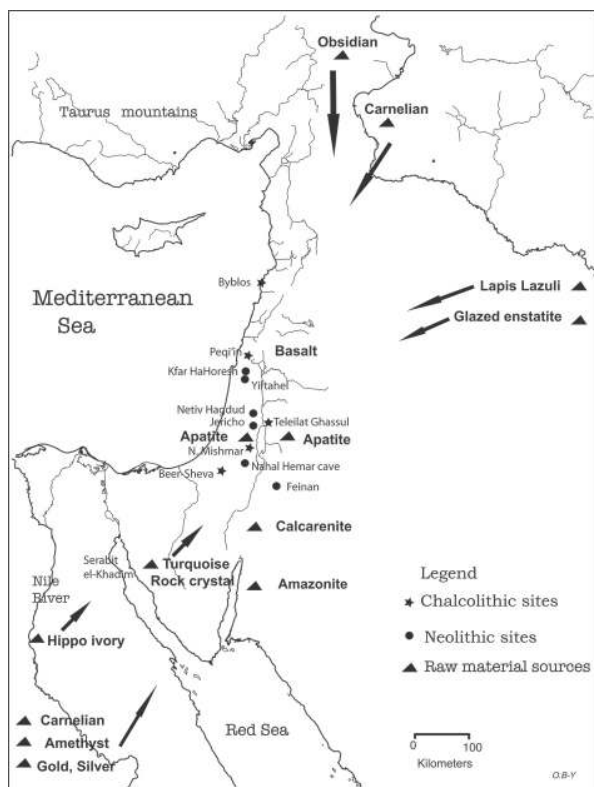 Obsidian
Taurus mountains
Carnelian
Byblos
Mediterranean
Sea
Lapis Lazuli
Glazed enstatite
Peqi'in
Basalt
Kfar HaHoresh
Yiftahel
Netiv Hagdud
Jericho
Teleilat Ghassul
Apatite
Apatite
N. Mishmar
Nahal Hemar cave
Beer-Sheva
Feinan
Calcarenite
Serabit
el-Khadim
Turquoise
Rock crystal
Nile
River
Amazonite
Hippo ivory
Legend
Chalcolithic sites
Neolithic sites
Raw material sources
Carnelian
Amethyst
Gold, Silver
Red Sea
0 100
Kilometers
O.B-Y